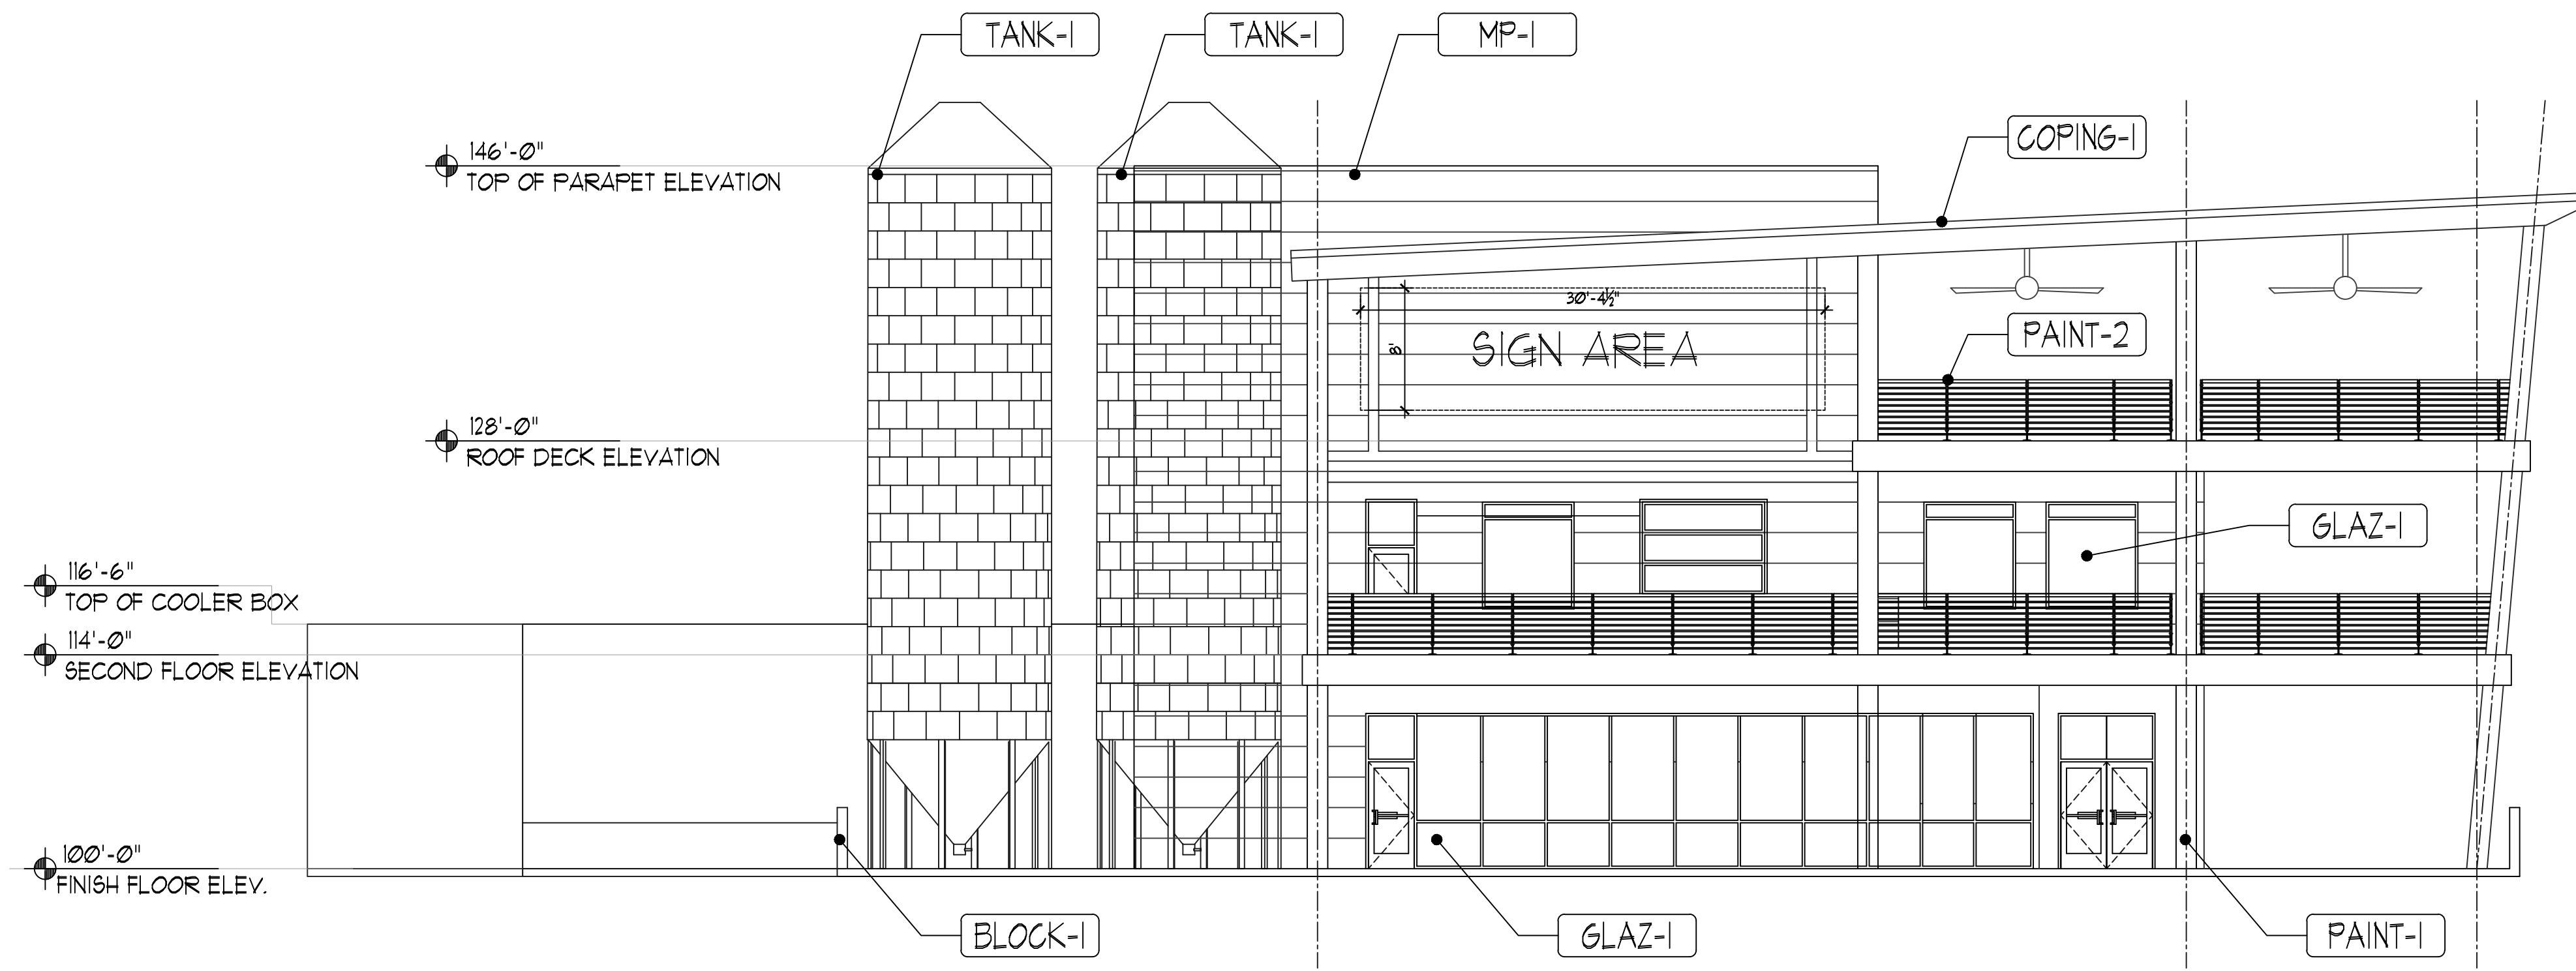 TANK-1
TANK-1
MP-1
COPING-1
146'-0"
TOP OF PARAPET ELEVATION
30'-4½"
8'
SIGN AREA
PAINT-2
128'-0"
ROOF DECK ELEVATION
GLAZ-1
116'-6"
TOP OF COOLER BOX
114'-0"
SECOND FLOOR ELEVATION
100'-0"
FINISH FLOOR ELEV.
BLOCK-1
GLAZ-1
PAINT-1